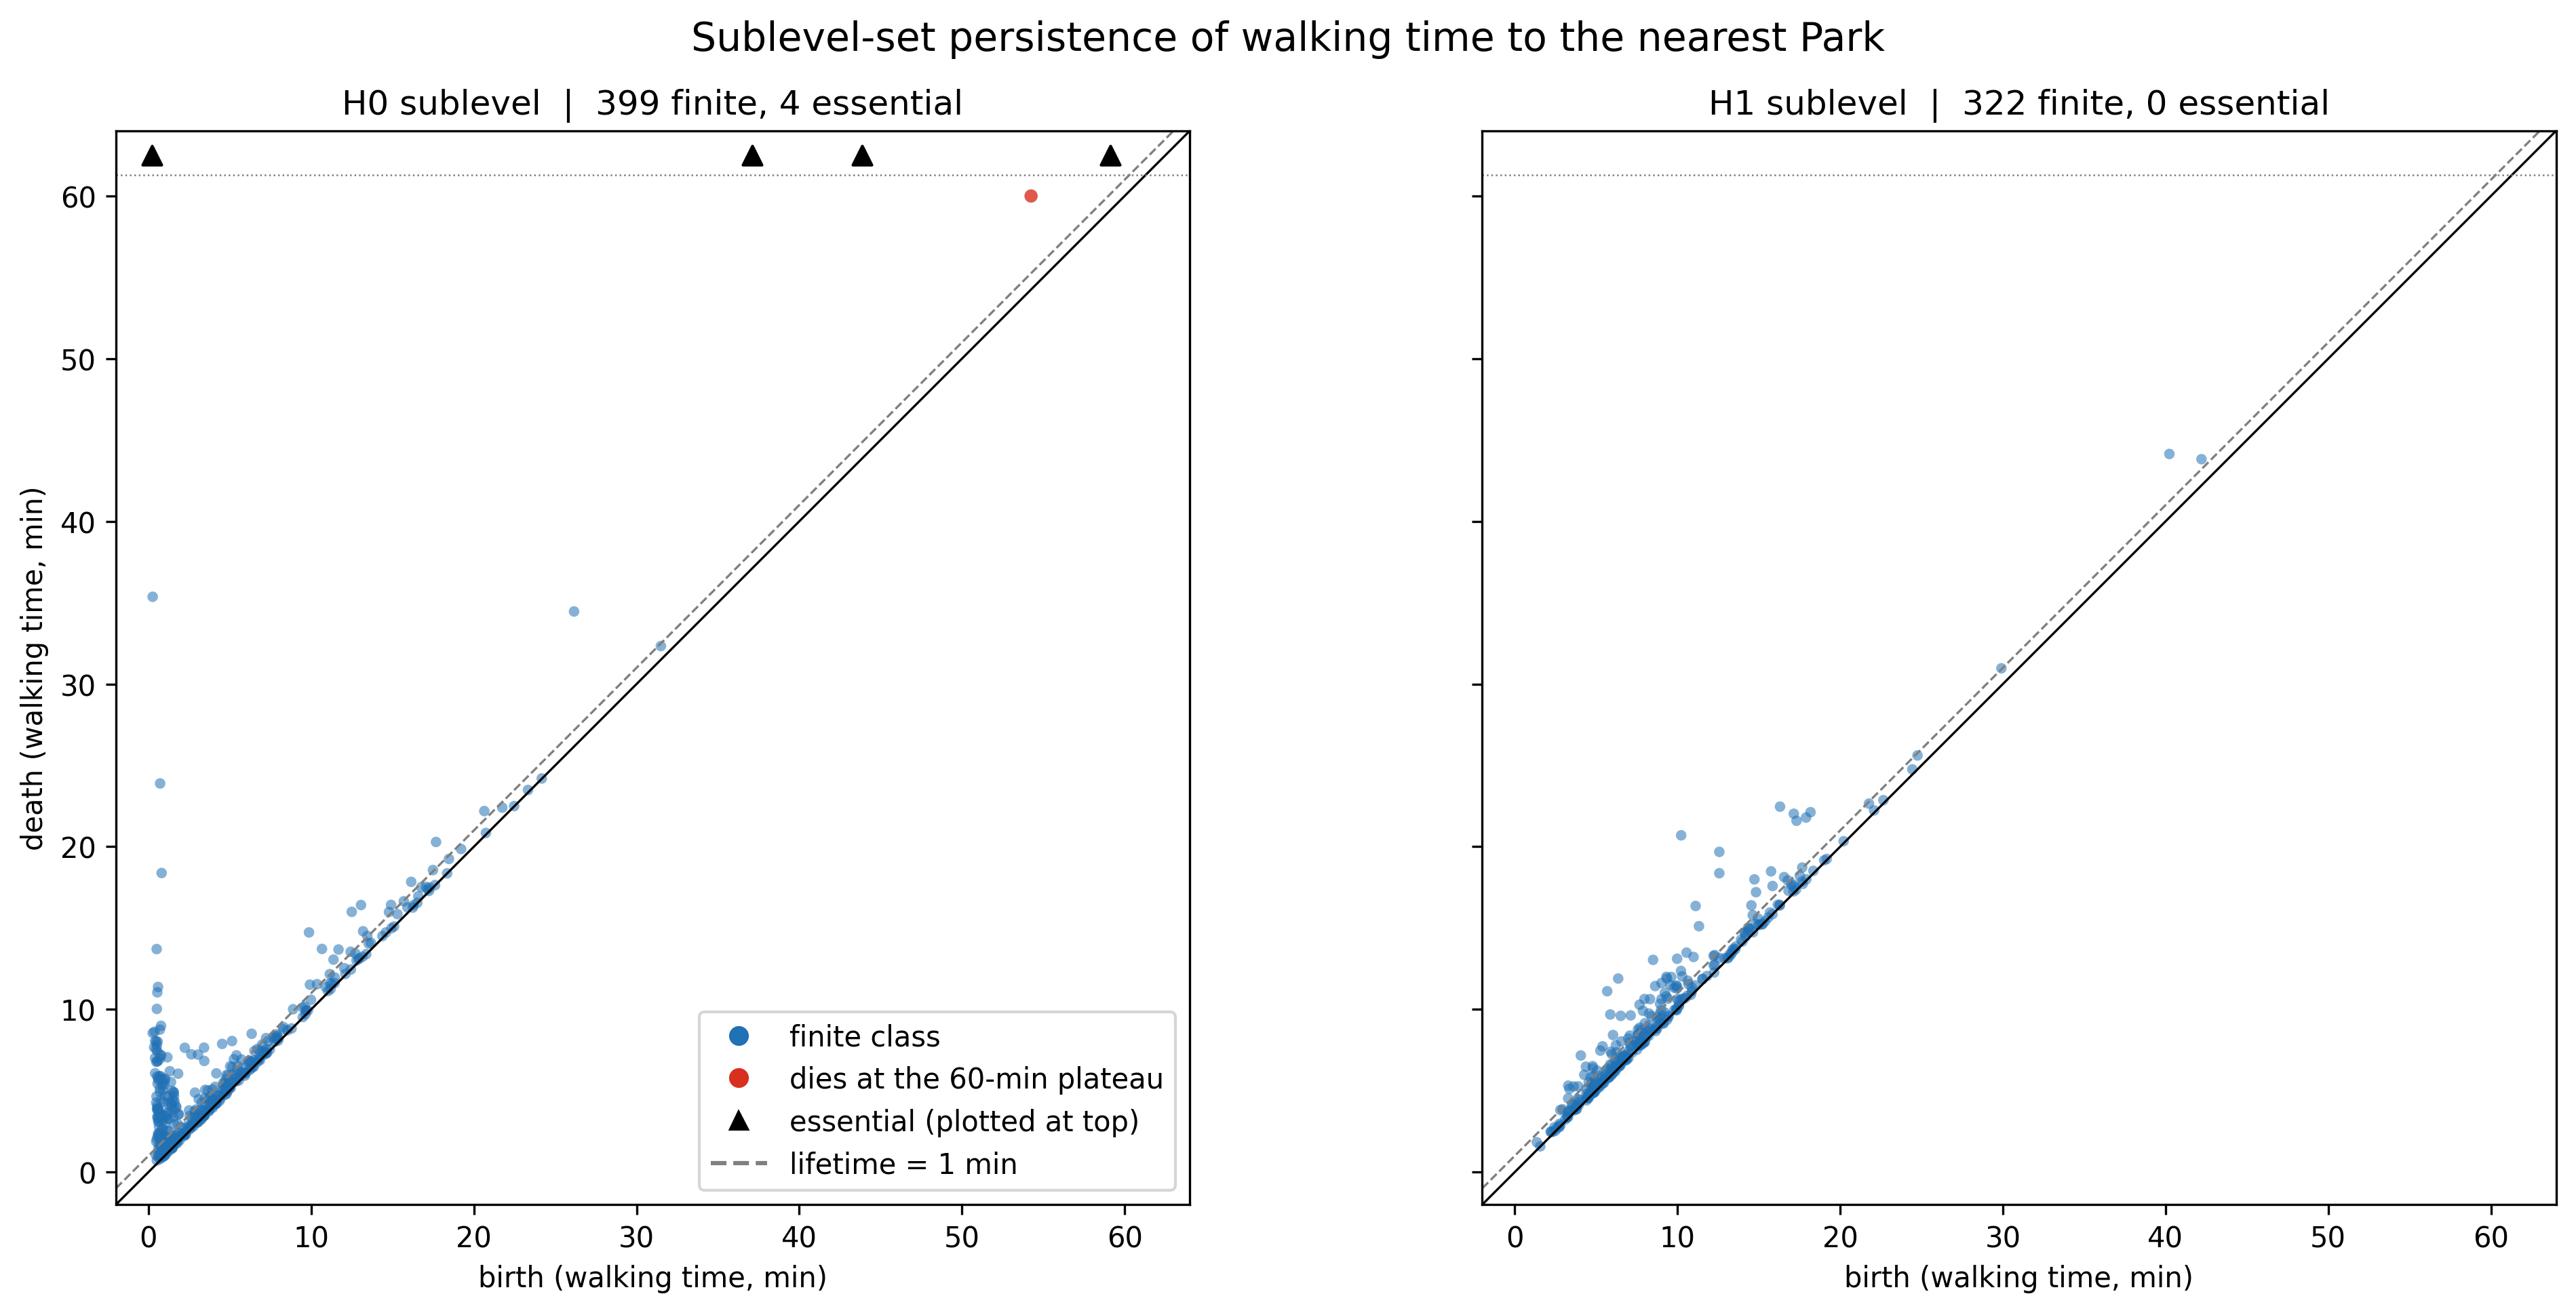 Sublevel-set persistence of walking time to the nearest Park
H0 sublevel | 399 finite, 4 essential
60
50
40
30
20
10
0
death (walking time, min)
finite class
dies at the 60-min plateau
essential (plotted at top)
lifetime = 1 min
0 10 20 30 40 50 60
birth (walking time, min)
H1 sublevel | 322 finite, 0 essential
0 10 20 30 40 50 60
birth (walking time, min)